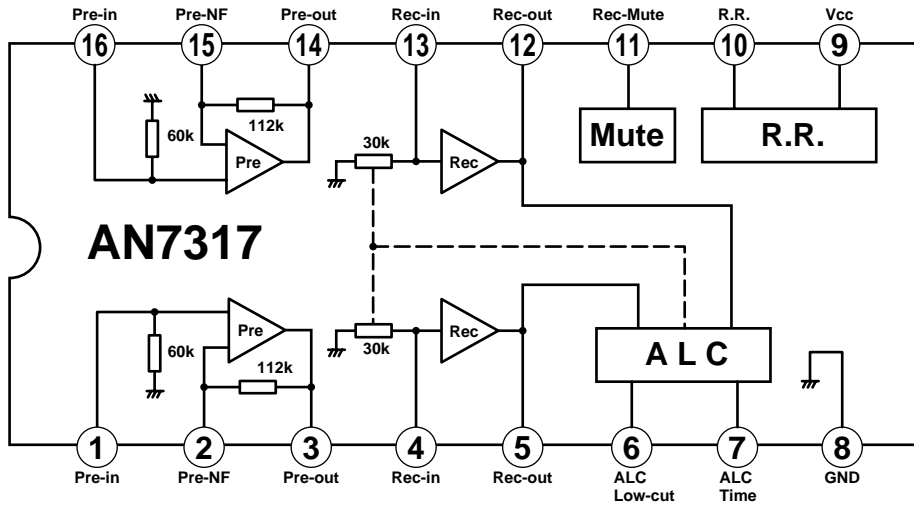 Pre-in Pre-NF Pre-out Rec-in Rec-out Rec-Mute R.R. Vcc
16 15 14 13 12 11 10 9
60k 112k Pre 30k Rec Mute R.R.
AN7317
Pre 60k 112k 30k Rec A L C
1 2 3 4 5 6 7 8
Pre-in Pre-NF Pre-out Rec-in Rec-out ALC ALC GND
Low-cut Time